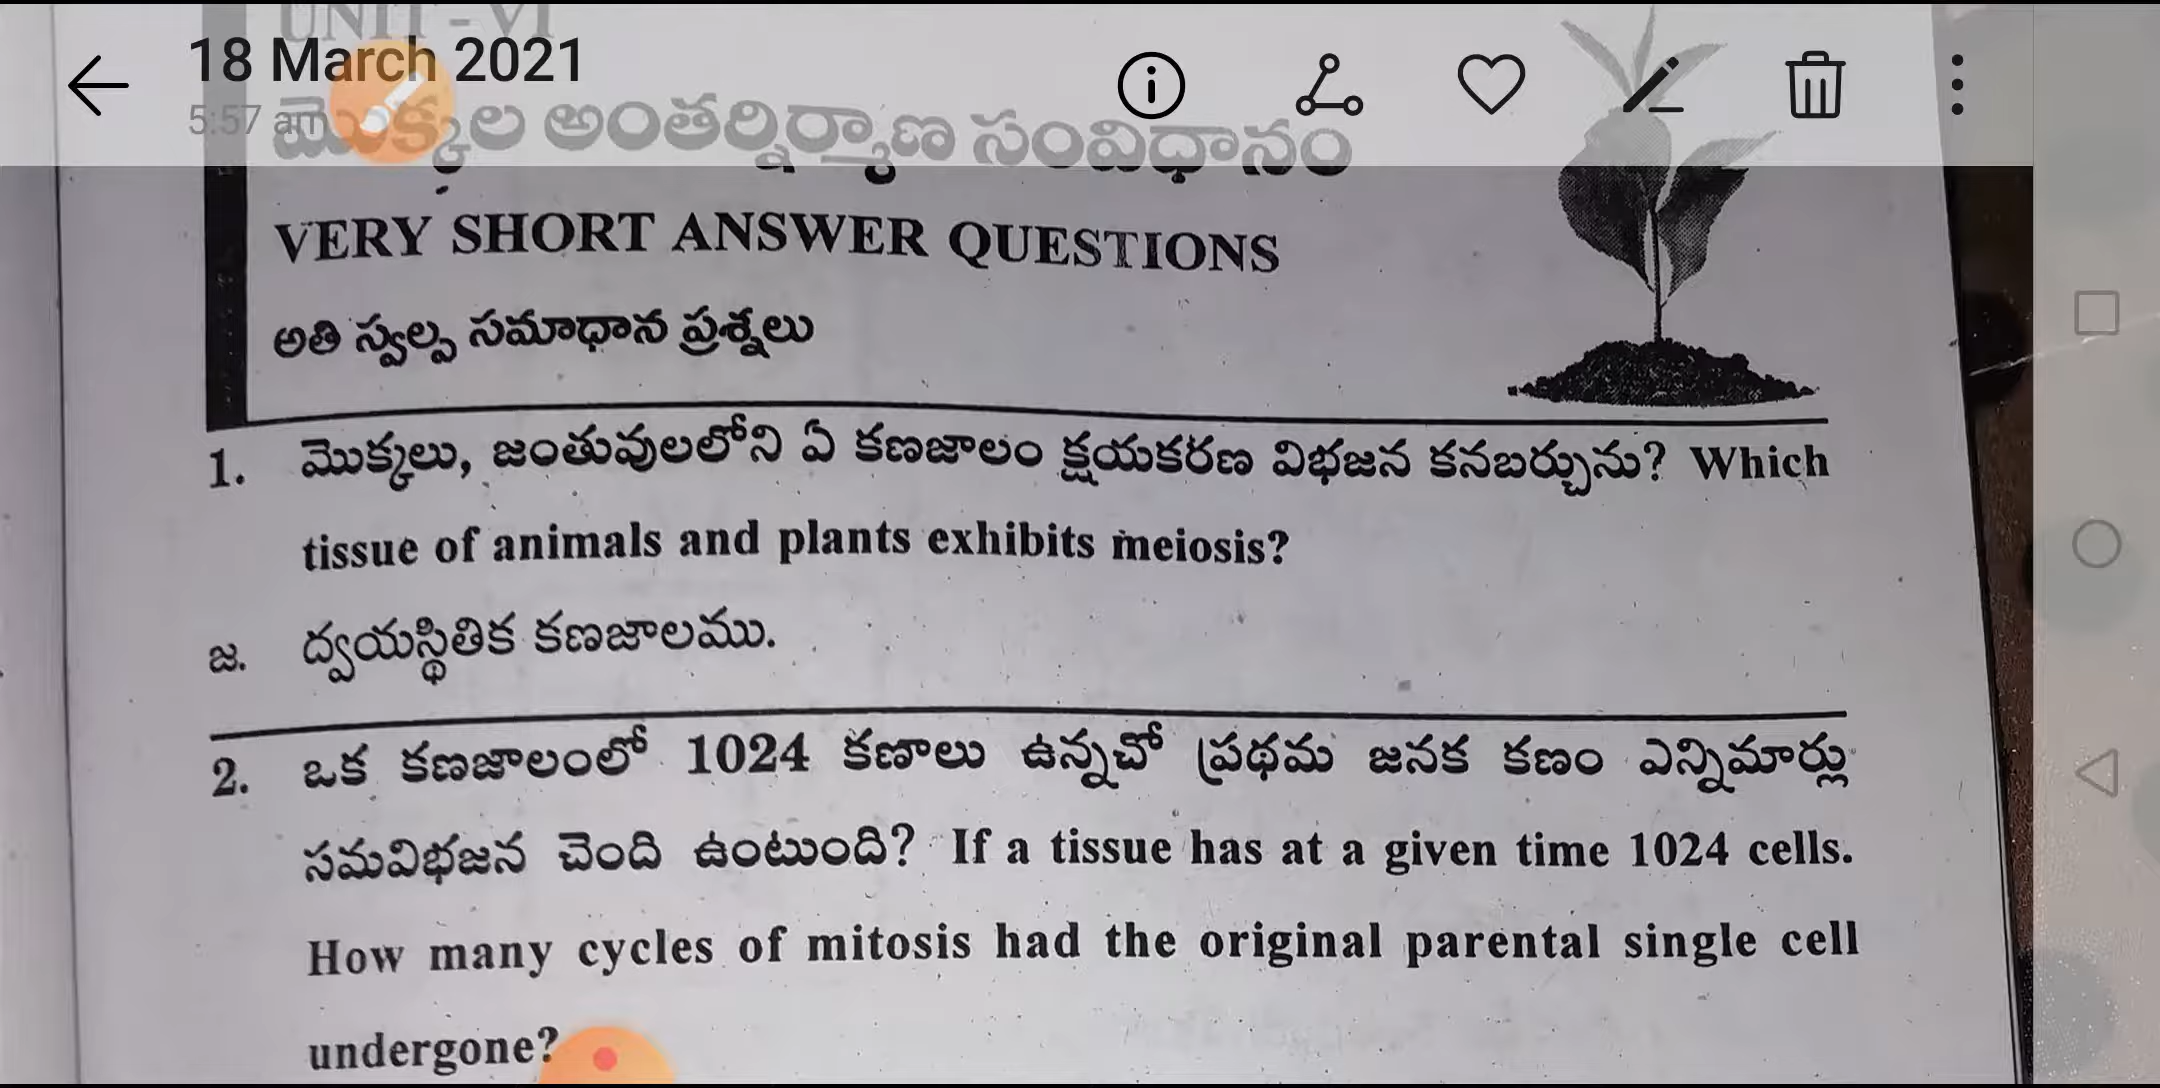 UNIT - VI
18 March 2021
5:57 am
మొక్కల అంతర్నిర్మాణ సంవిధానం
VERY SHORT ANSWER QUESTIONS
అతి స్వల్ప సమాధాన ప్రశ్నలు
1. మొక్కలు, జంతువులలోని ఏ కణజాలం క్షయకరణ విభజన కనబర్చును? Which
tissue of animals and plants exhibits meiosis?
జ. ద్వయస్థితిక కణజాలము.
2. ఒక కణజాలంలో 1024 కణాలు ఉన్నచో ప్రథమ జనక కణం ఎన్నిమార్లు
సమవిభజన చెంది ఉంటుంది? If a tissue has at a given time 1024 cells.
How many cycles of mitosis had the original parental single cell
undergone?